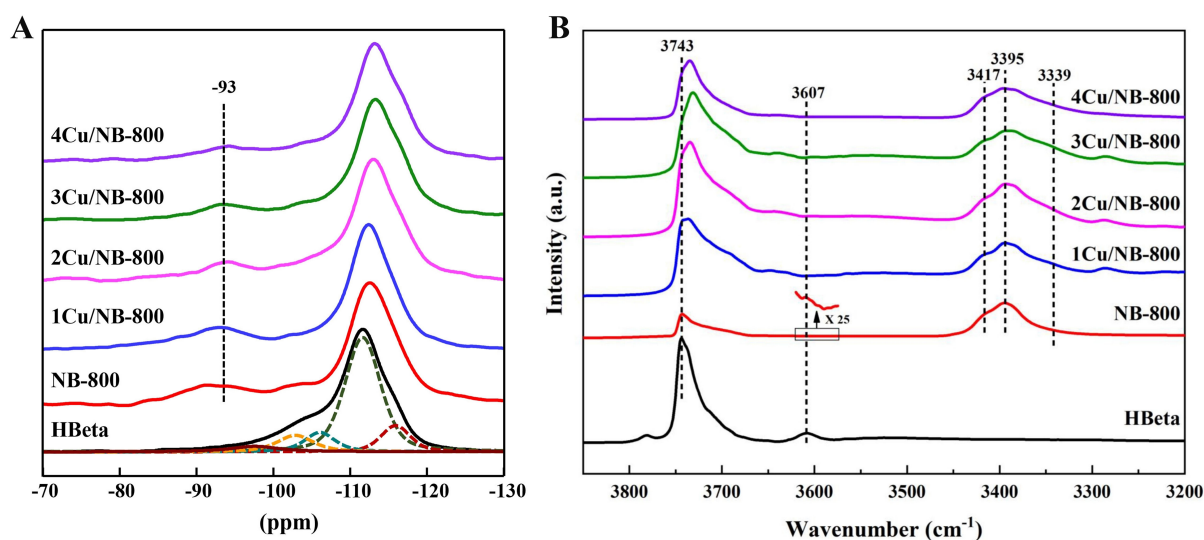 A
-93
4Cu/NB-800
3Cu/NB-800
2Cu/NB-800
1Cu/NB-800
NB-800
HBeta
-70 -80 -90 -100 -110 -120 -130
(ppm)
B
3743
3607
3417
3395
3339
4Cu/NB-800
3Cu/NB-800
2Cu/NB-800
1Cu/NB-800
X 25
NB-800
HBeta
Intensity (a.u.)
3800 3700 3600 3500 3400 3300 3200
Wavenumber (cm⁻¹)